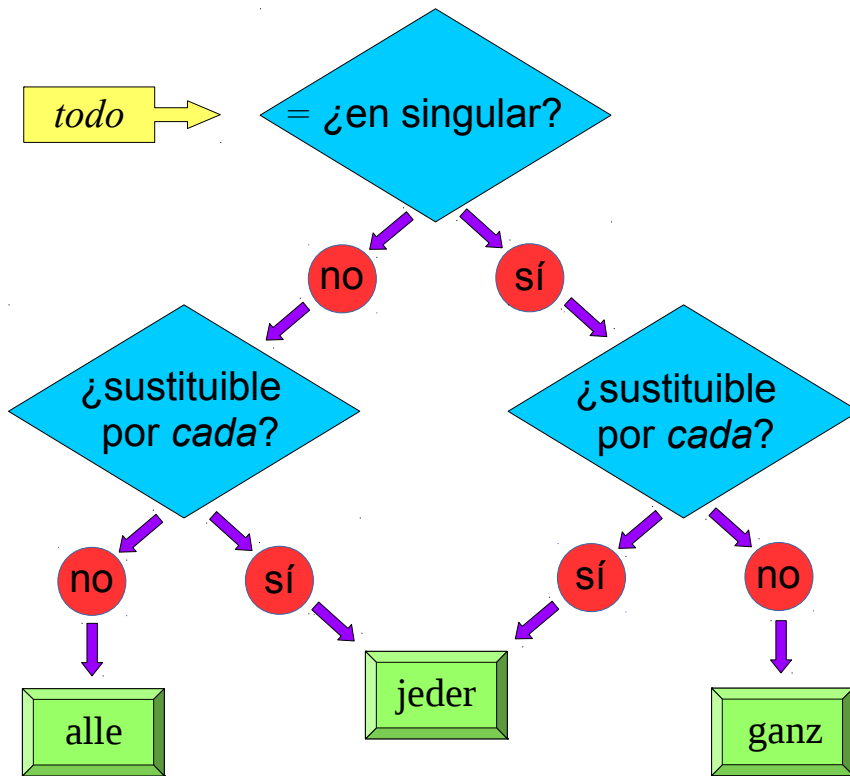 todo
= ¿en singular?
no
sí
¿sustituible
por cada?
¿sustituible
por cada?
no
sí
sí
no
alle
jeder
ganz